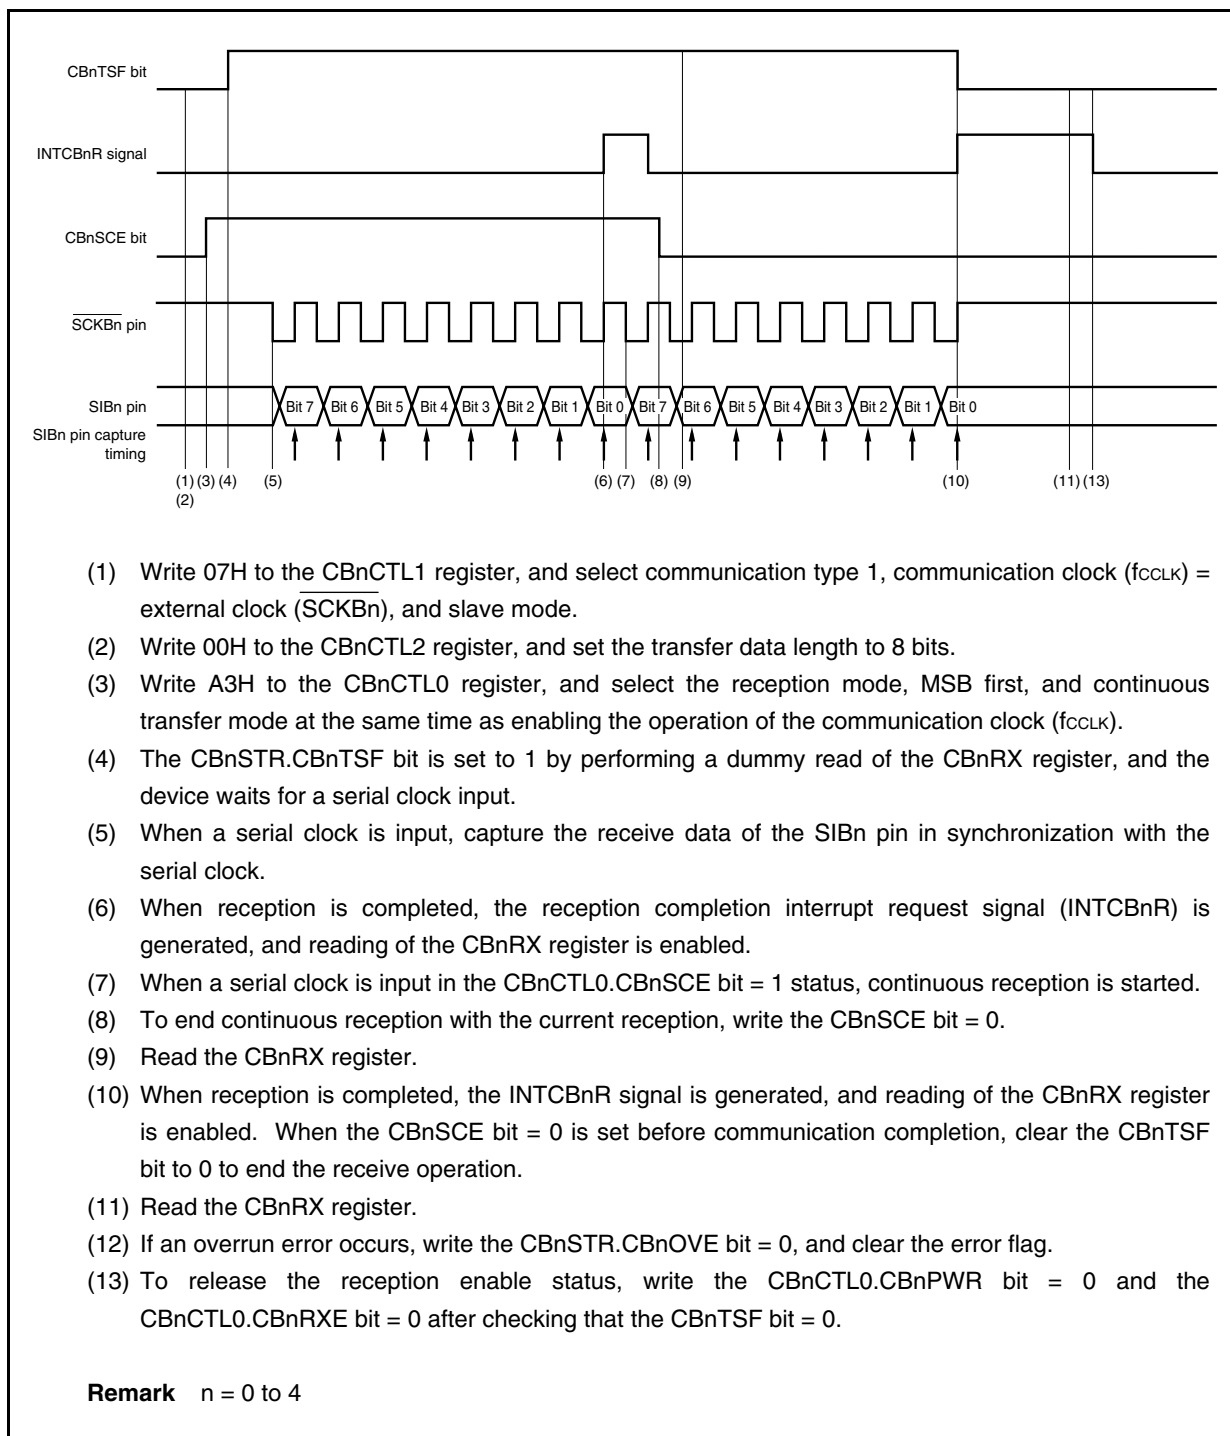 CBnTSF bit
INTCBnR signal
CBnSCE bit
SCKBn pin
SIBn pin
Bit 7 Bit 6 Bit 5 Bit 4 Bit 3 Bit 2 Bit 1 Bit 0 Bit 7 Bit 6 Bit 5 Bit 4 Bit 3 Bit 2 Bit 1 Bit 0
SIBn pin capture
timing
(1) (3) (4) (5) (6) (7) (8) (9) (10) (11) (13)
(2)
(1) Write 07H to the CBnCTL1 register, and select communication type 1, communication clock (fCCLK) =
external clock (SCKBn), and slave mode.
(2) Write 00H to the CBnCTL2 register, and set the transfer data length to 8 bits.
(3) Write A3H to the CBnCTL0 register, and select the reception mode, MSB first, and continuous
transfer mode at the same time as enabling the operation of the communication clock (fCCLK).
(4) The CBnSTR.CBnTSF bit is set to 1 by performing a dummy read of the CBnRX register, and the
device waits for a serial clock input.
(5) When a serial clock is input, capture the receive data of the SIBn pin in synchronization with the
serial clock.
(6) When reception is completed, the reception completion interrupt request signal (INTCBnR) is
generated, and reading of the CBnRX register is enabled.
(7) When a serial clock is input in the CBnCTL0.CBnSCE bit = 1 status, continuous reception is started.
(8) To end continuous reception with the current reception, write the CBnSCE bit = 0.
(9) Read the CBnRX register.
(10) When reception is completed, the INTCBnR signal is generated, and reading of the CBnRX register
is enabled. When the CBnSCE bit = 0 is set before communication completion, clear the CBnTSF
bit to 0 to end the receive operation.
(11) Read the CBnRX register.
(12) If an overrun error occurs, write the CBnSTR.CBnOVE bit = 0, and clear the error flag.
(13) To release the reception enable status, write the CBnCTL0.CBnPWR bit = 0 and the
CBnCTL0.CBnRXE bit = 0 after checking that the CBnTSF bit = 0.
Remark n = 0 to 4